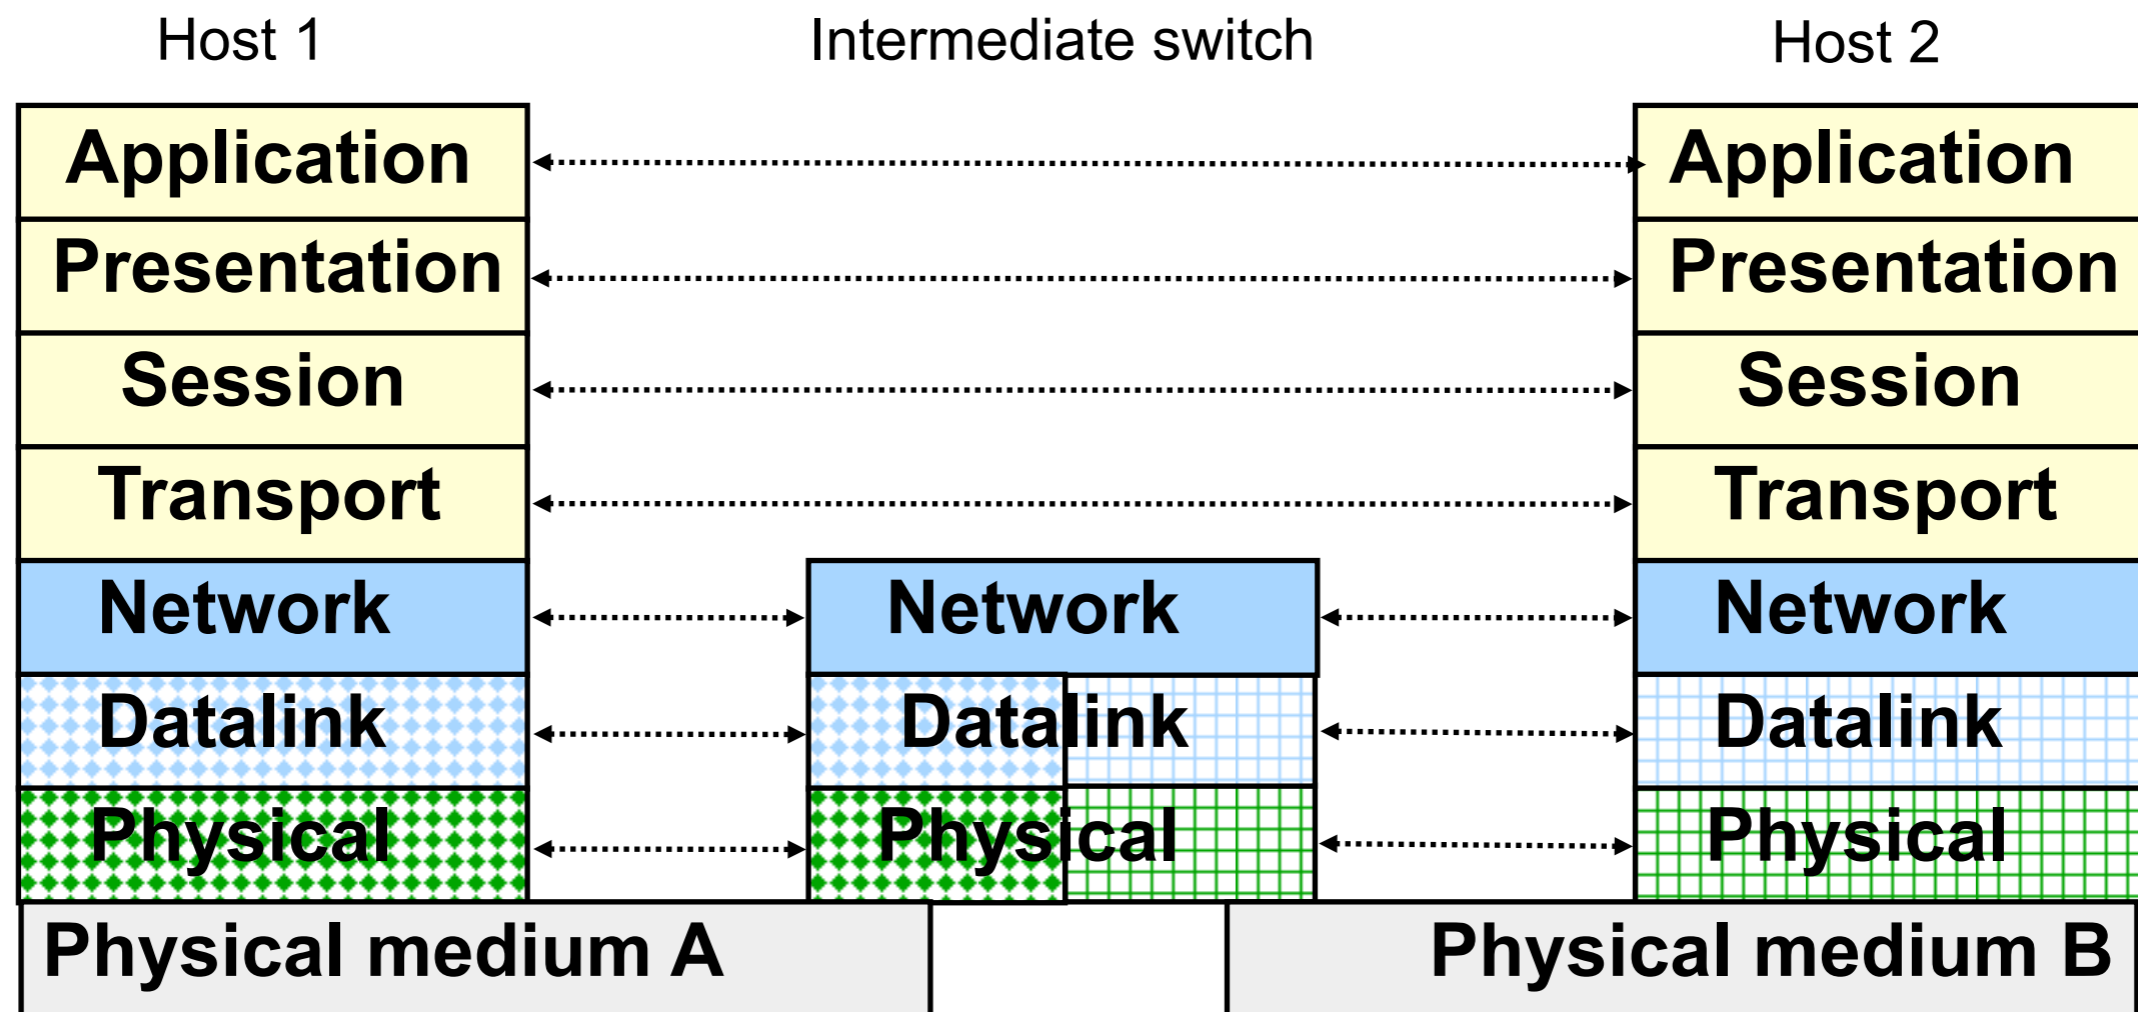 Host 1 Intermediate switch Host 2
Application Application
Presentation Presentation
Session Session
Transport Transport
Network Network Network
Datalink Datalink Datalink
Physical Physical Physical
Physical medium A Physical medium B